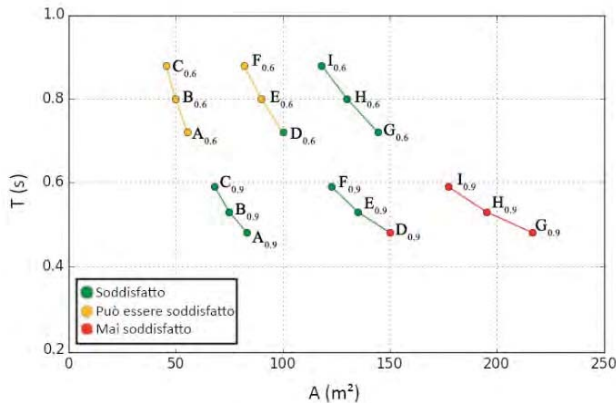 1.0
C0.6
F0.6
I0.6
0.8
B0.6
E0.6
H0.6
A0.6
D0.6
G0.6
T (s)
0.6
C0.9
F0.9
I0.9
B0.9
E0.9
H0.9
A0.9
D0.9
G0.9
0.4
Soddisfatto
Può essere soddisfatto
Mai soddisfatto
0.2
0 50 100 150 200 250
A (m²)